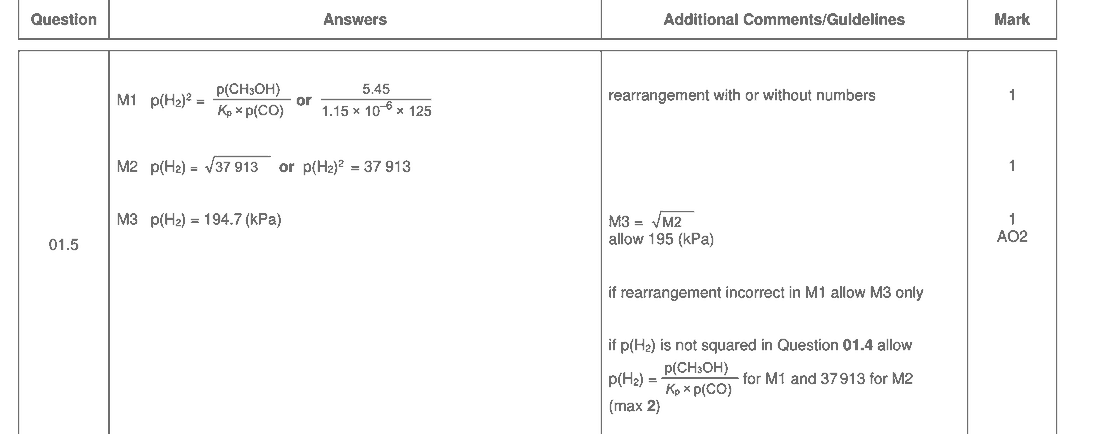 Question Answers Additional Comments/Guidelines Mark
M1 p(H₂)² = p(CH₃OH) / Kₚ × p(CO) or 5.45 / 1.15 × 10⁻⁶ × 125 rearrangement with or without numbers 1
M2 p(H₂) = √37 913 or p(H₂)² = 37 913 1
M3 p(H₂) = 194.7 (kPa) M3 = √M2 1
allow 195 (kPa) AO2
01.5
if rearrangement incorrect in M1 allow M3 only
if p(H₂) is not squared in Question 01.4 allow
p(H₂) = p(CH₃OH) / Kₚ × p(CO) for M1 and 37 913 for M2
(max 2)